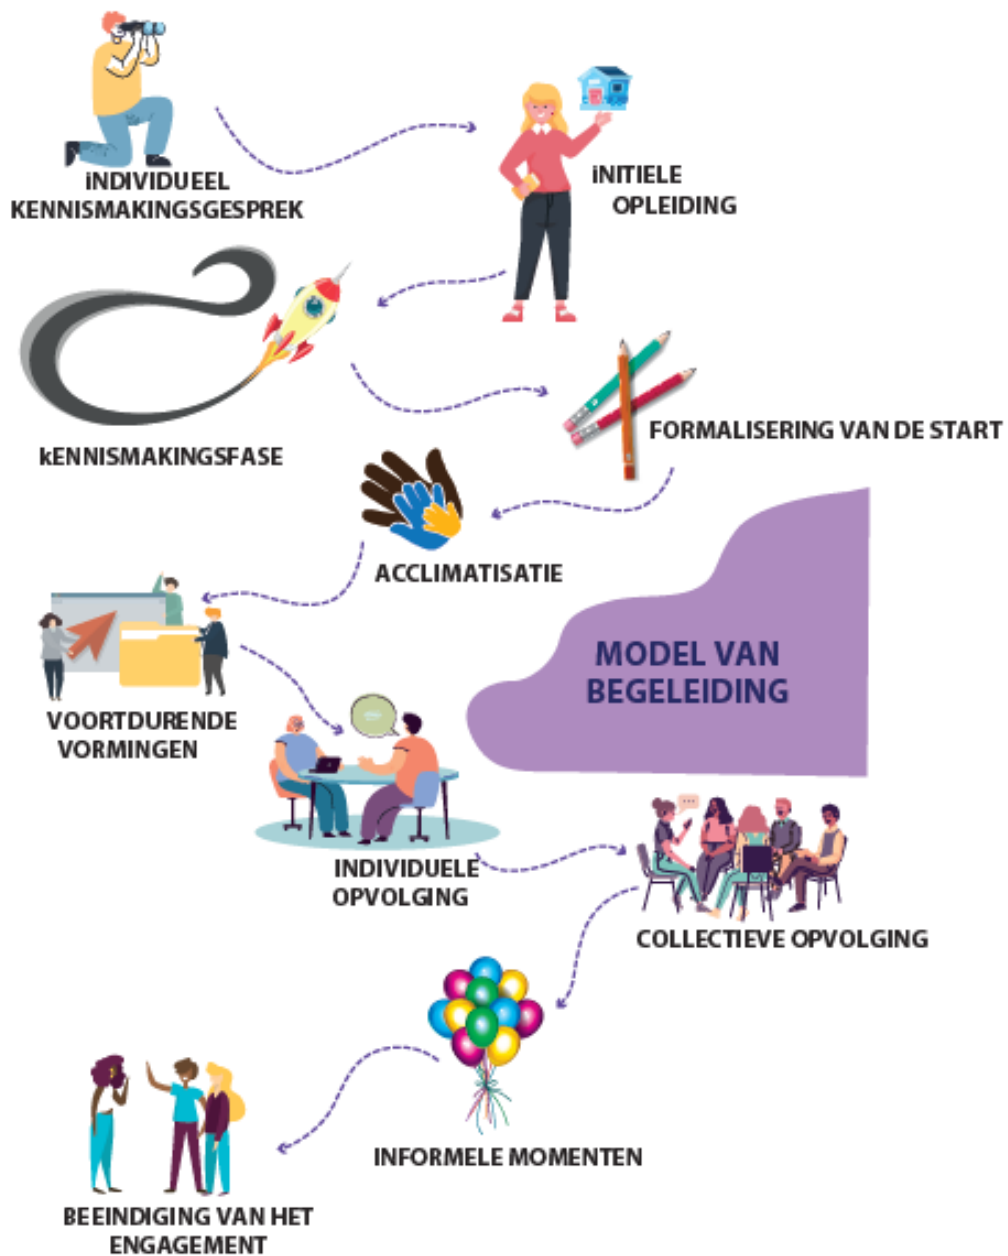 iNDIVIDUEEL
KENNISMAKINGSGESPREK
iNITIELE
OPLEIDING
kENNISMAKINGSFASE
FORMALISERING VAN DE START
ACCLIMATISATIE
VOORTDURENDE
VORMINGEN
MODEL VAN
BEGELEIDING
INDIVIDUELE
OPVOLGING
COLLECTIEVE OPVOLGING
INFORMELE MOMENTEN
BEEINDIGING VAN HET
ENGAGEMENT